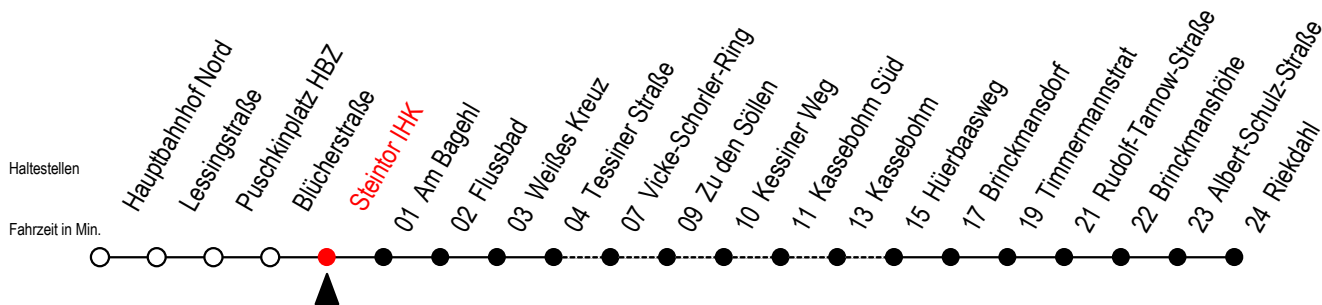 Haltestellen
Fahrzeit in Min.
Hauptbahnhof Nord
Lessingstraße
Puschkinplatz HBZ
Blücherstraße
Steintor IHK
01 Am Bagehl
02 Flussbad
03 Weißes Kreuz
04 Tessiner Straße
07 Vicke-Schorler-Ring
09 Zu den Söllen
10 Kessiner Weg
11 Kassebohm Süd
13 Kassebohm
15 Hüerbaasweg
17 Brinckmansdorf
19 Timmermannstrat
21 Rudolf-Tarnow-Straße
22 Brinckmanshöhe
23 Albert-Schulz-Straße
24 Riekdahl